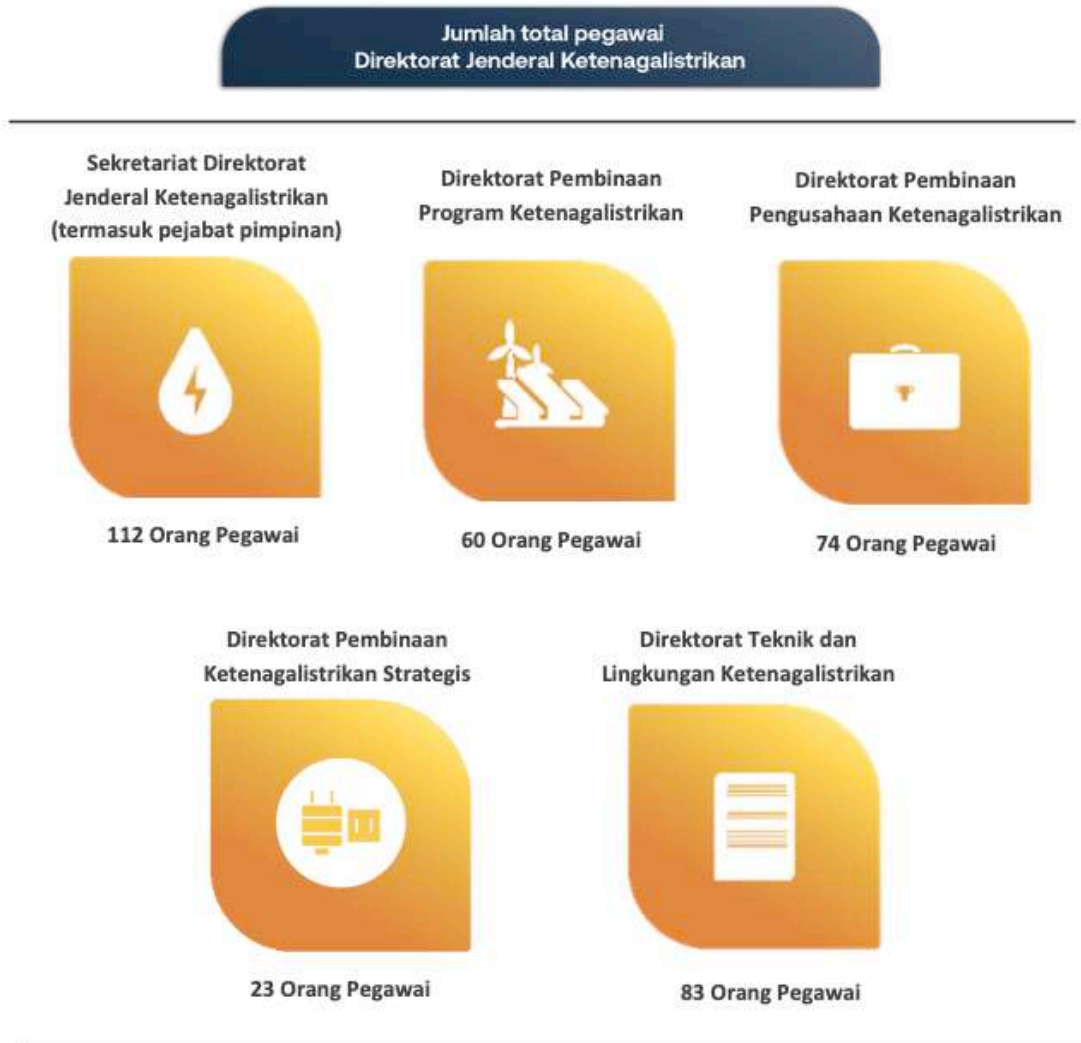 Jumlah total pegawai
Direktorat Jenderal Ketenagalistrikan
Sekretariat Direktorat
Jenderal Ketenagalistrikan
(termasuk pejabat pimpinan)
112 Orang Pegawai
Direktorat Pembinaan
Program Ketenagalistrikan
60 Orang Pegawai
Direktorat Pembinaan
Pengusahaan Ketenagalistrikan
74 Orang Pegawai
Direktorat Pembinaan
Ketenagalistrikan Strategis
23 Orang Pegawai
Direktorat Teknik dan
Lingkungan Ketenagalistrikan
83 Orang Pegawai